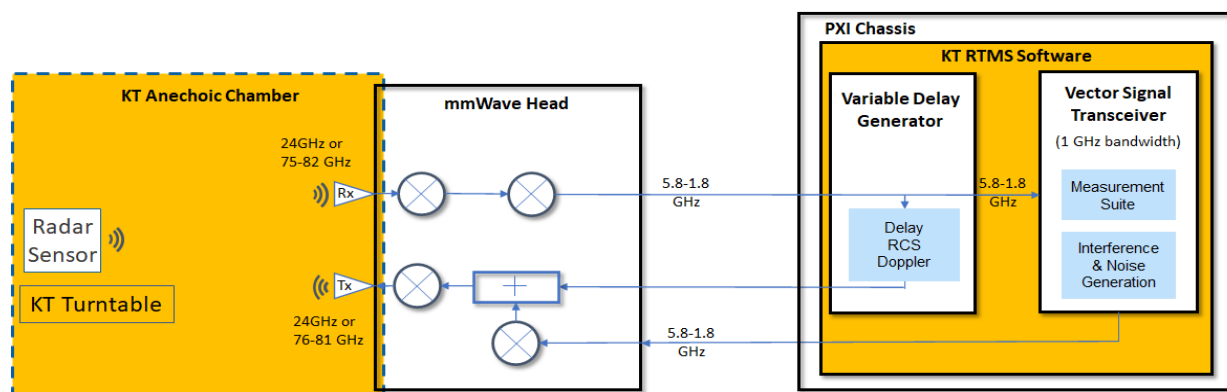 PXI Chassis
KT RTMS Software
KT Anechoic Chamber
mmWave Head
Variable Delay
Generator
Vector Signal
Transceiver
(1 GHz bandwidth)
24GHz or
75-82 GHz
Rx
5.8-1.8
GHz
5.8-1.8
GHz
Measurement
Suite
Radar
Sensor
Delay
RCS
Doppler
Interference
& Noise
Generation
KT Turntable
Tx
24GHz or
76-81 GHz
5.8-1.8
GHz